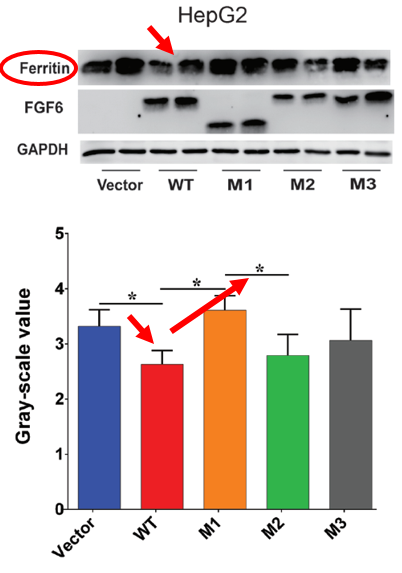 HepG2
Ferritin
FGF6
GAPDH
Vector WT M1 M2 M3
5
4
3
2
1
0
Gray-scale value
* * *
Vector WT M1 M2 M3